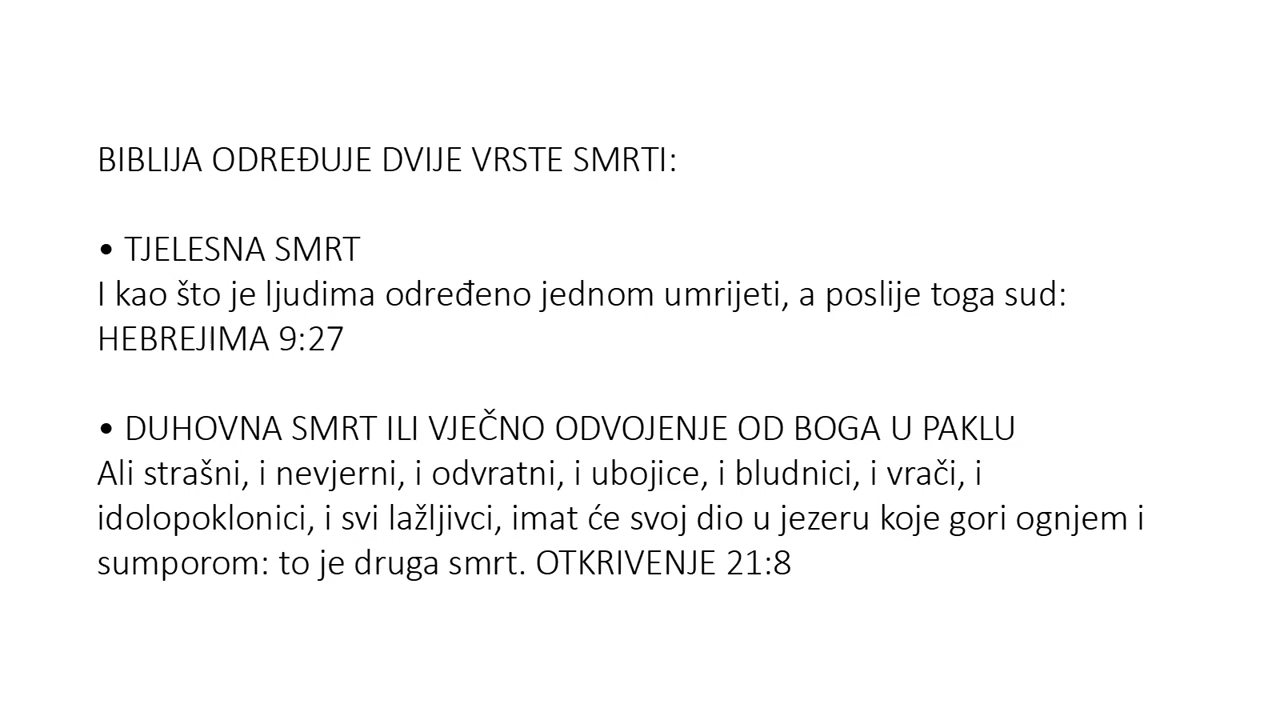 BIBLIJA ODREĐUJE DVIJE VRSTE SMRTI:
• TJELESNA SMRT
I kao što je ljudima određeno jednom umrijeti, a poslije toga sud:
HEBREJIMA 9:27
• DUHOVNA SMRT ILI VJEČNO ODVOJENJE OD BOGA U PAKLU
Ali strašni, i nevjerni, i odvratni, i ubojice, i bludnici, i vrači, i
idolopoklonici, i svi lažljivci, imat će svoj dio u jezeru koje gori ognjem i
sumporom: to je druga smrt. OTKRIVENJE 21:8